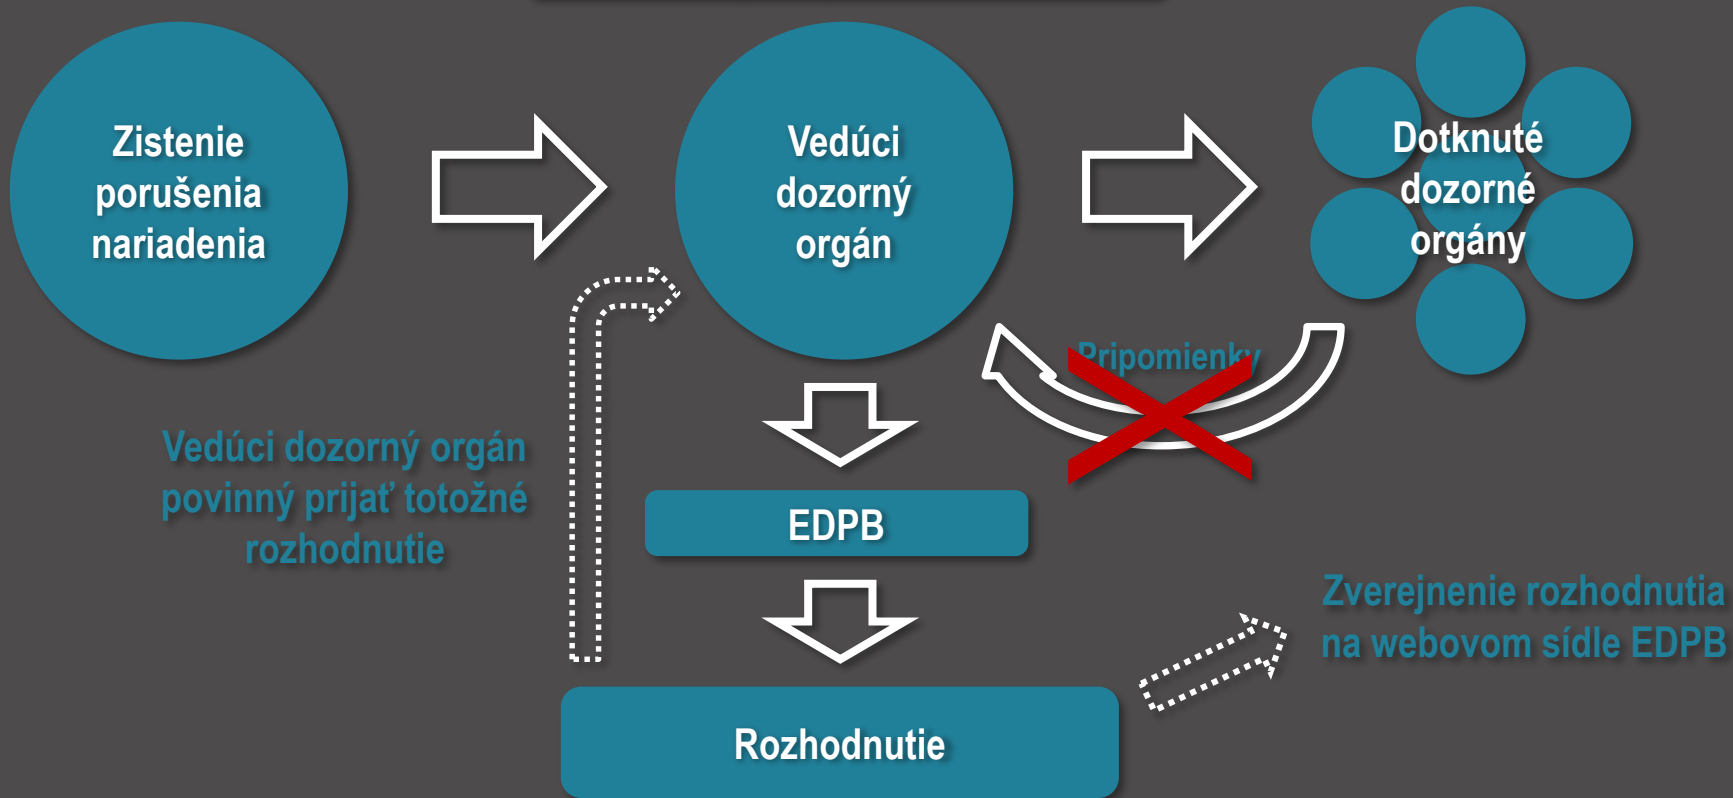 Zistenie
porušenia
nariadenia
Vedúci
dozorný
orgán
Dotknuté
dozorné
orgány
Pripomienky
Vedúci dozorný orgán
povinný prijať totožné
rozhodnutie
EDPB
Zverejnenie rozhodnutia
na webovom sídle EDPB
Rozhodnutie